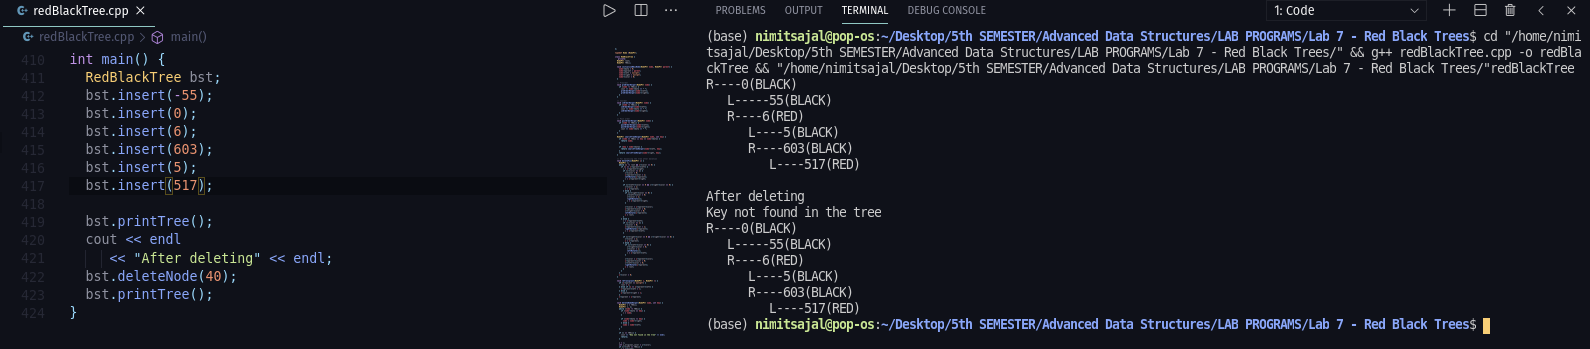 redBlackTree.cpp ×
redBlackTree.cpp > main()
410 int main() {
411 RedBlackTree bst;
412 bst.insert(-55);
413 bst.insert(0);
414 bst.insert(6);
415 bst.insert(603);
416 bst.insert(5);
417 bst.insert(517);
418
419 bst.printTree();
420 cout << endl
421 << "After deleting" << endl;
422 bst.deleteNode(40);
423 bst.printTree();
424 }
PROBLEMS OUTPUT TERMINAL DEBUG CONSOLE 1: Code
(base) nimitsajal@pop-os:~/Desktop/5th SEMESTER/Advanced Data Structures/LAB PROGRAMS/Lab 7 - Red Black Trees$ cd "/home/nimi
tsajal/Desktop/5th SEMESTER/Advanced Data Structures/LAB PROGRAMS/Lab 7 - Red Black Trees/" && g++ redBlackTree.cpp -o redBla
ckTree && "/home/nimitsajal/Desktop/5th SEMESTER/Advanced Data Structures/LAB PROGRAMS/Lab 7 - Red Black Trees/"redBlackTree
R----0(BLACK)
L-----55(BLACK)
R----6(RED)
L----5(BLACK)
R----603(BLACK)
L----517(RED)
After deleting
Key not found in the tree
R----0(BLACK)
L-----55(BLACK)
R----6(RED)
L----5(BLACK)
R----603(BLACK)
L----517(RED)
(base) nimitsajal@pop-os:~/Desktop/5th SEMESTER/Advanced Data Structures/LAB PROGRAMS/Lab 7 - Red Black Trees$